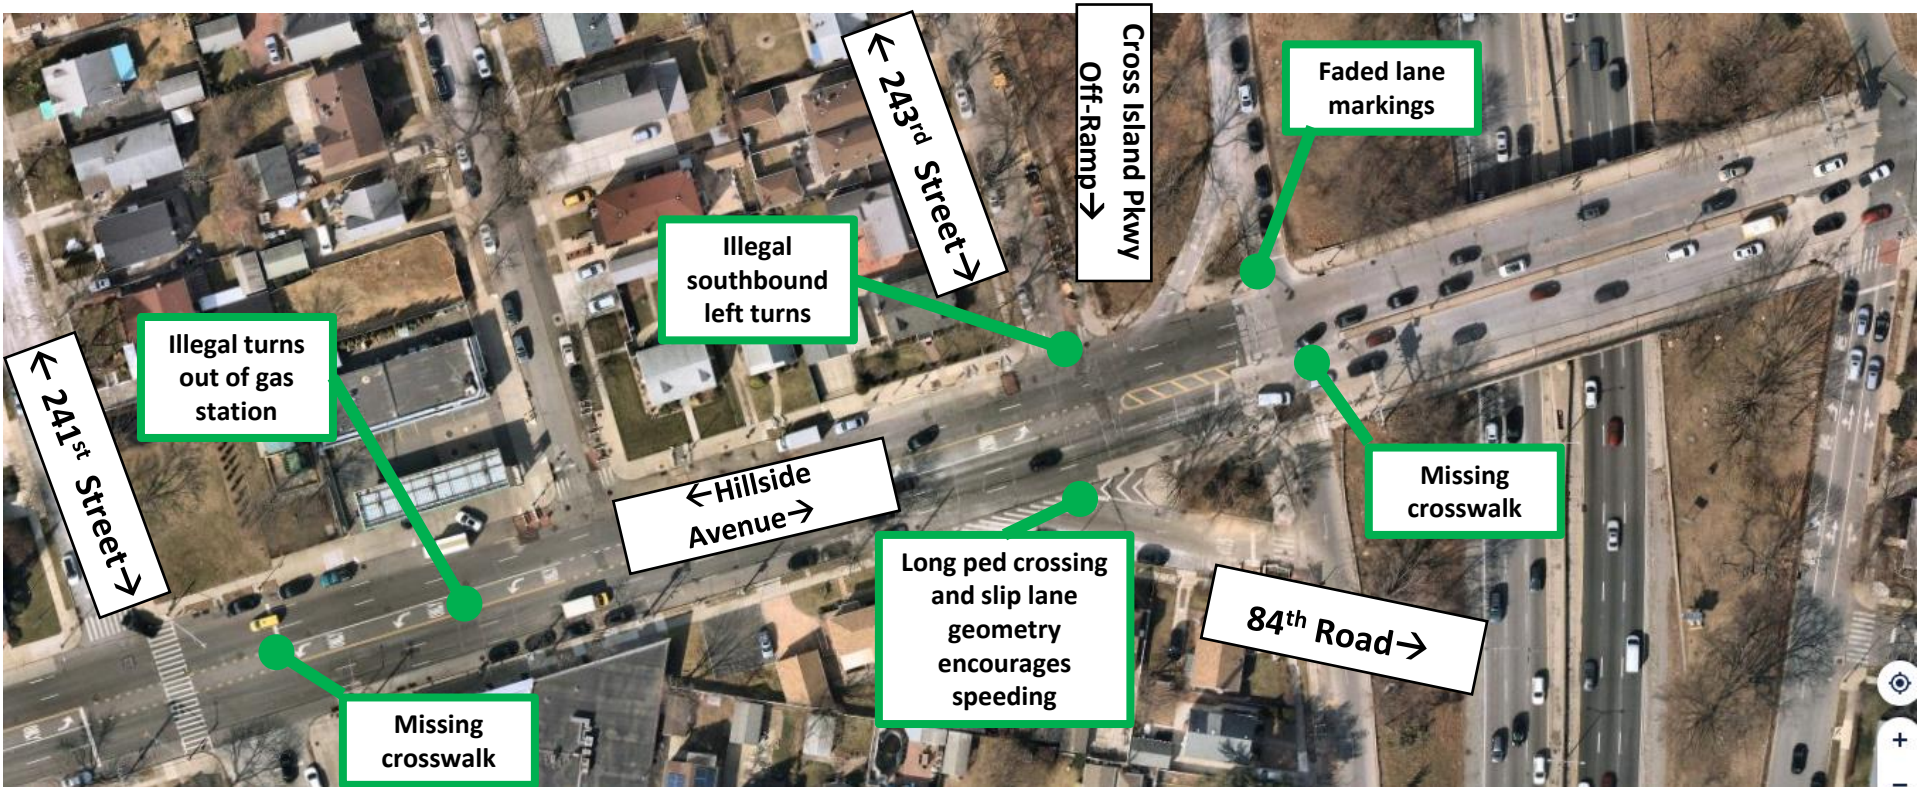 Cross Island Pkwy
Off-Ramp→
Faded lane
markings
← 243rd Street→
Illegal
southbound
left turns
Illegal turns
out of gas
station
← 241st Street→
←Hillside
Avenue→
Missing
crosswalk
Long ped crossing
and slip lane
geometry
encourages
speeding
84th Road→
Missing
crosswalk
+
−